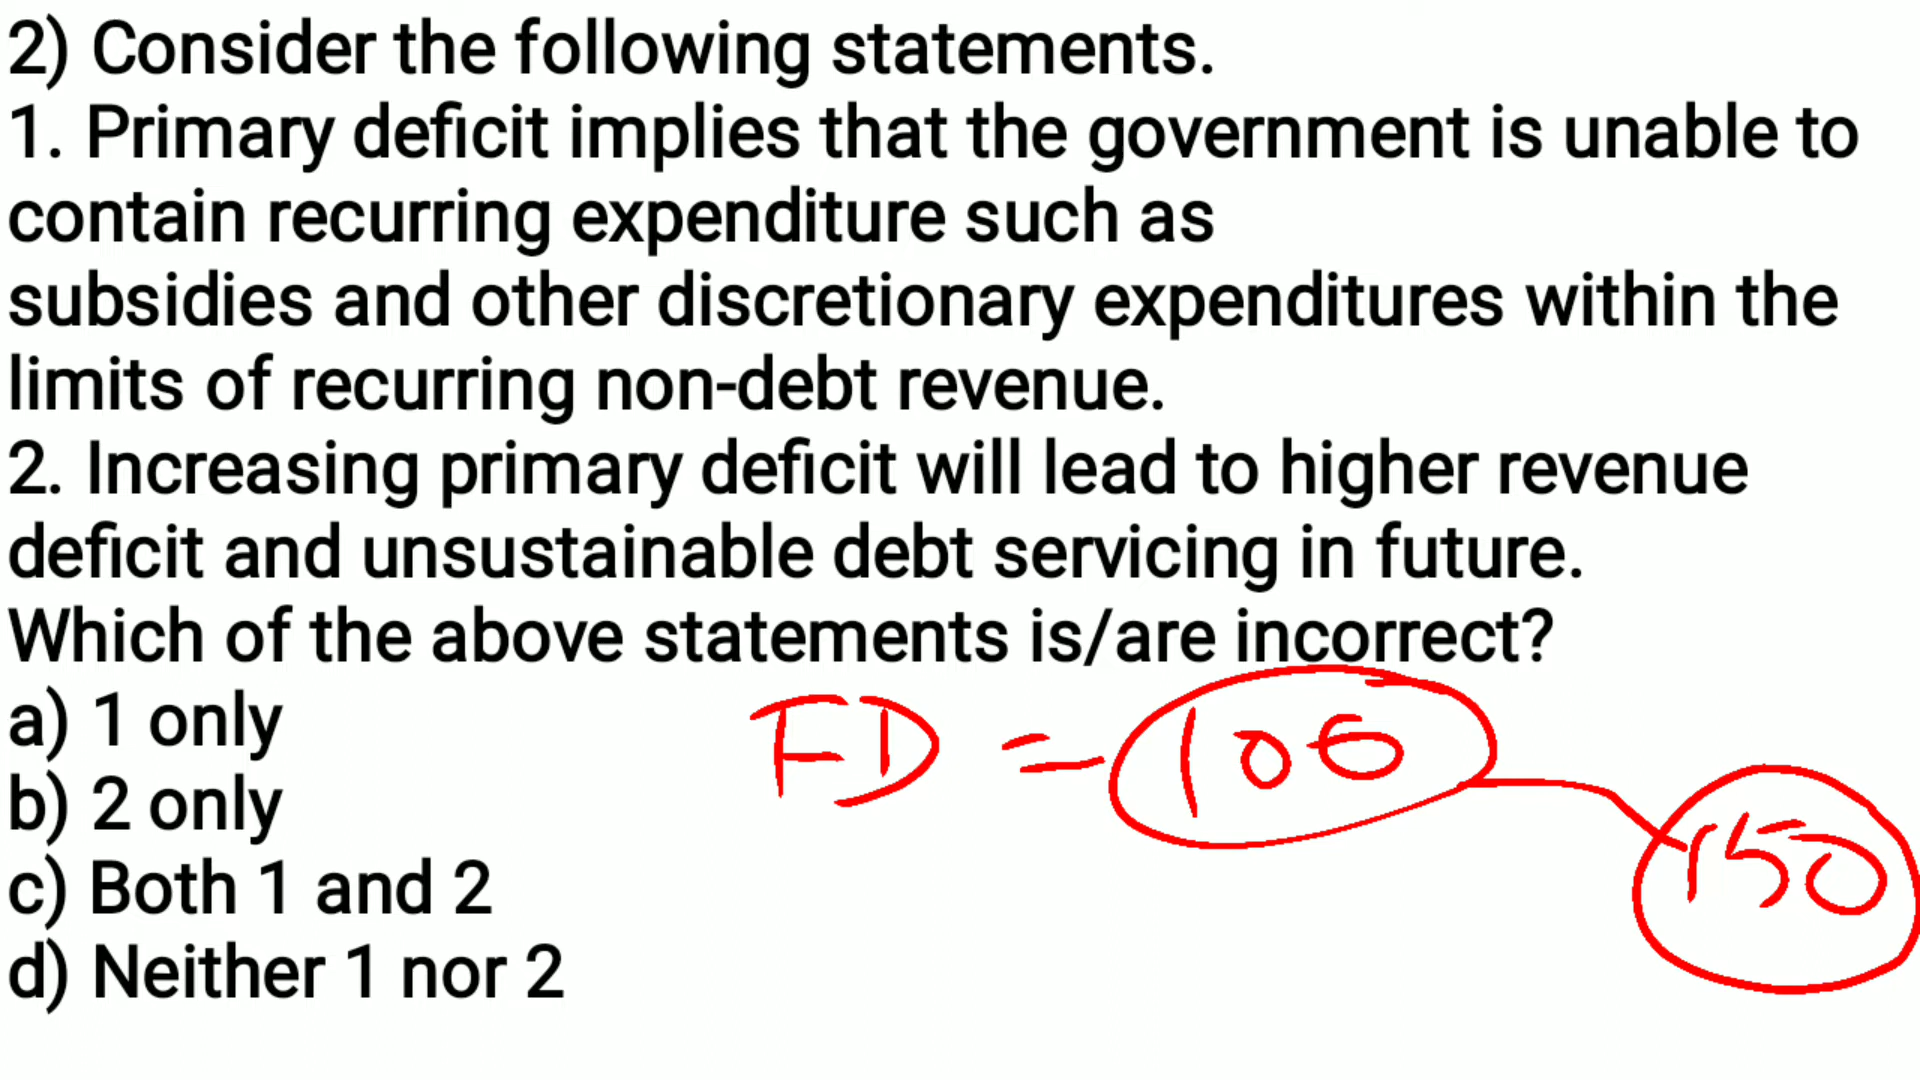 2) Consider the following statements.
1. Primary deficit implies that the government is unable to
contain recurring expenditure such as
subsidies and other discretionary expenditures within the
limits of recurring non-debt revenue.
2. Increasing primary deficit will lead to higher revenue
deficit and unsustainable debt servicing in future.
Which of the above statements is/are incorrect?
a) 1 only
FD = 100
b) 2 only
150
c) Both 1 and 2
d) Neither 1 nor 2